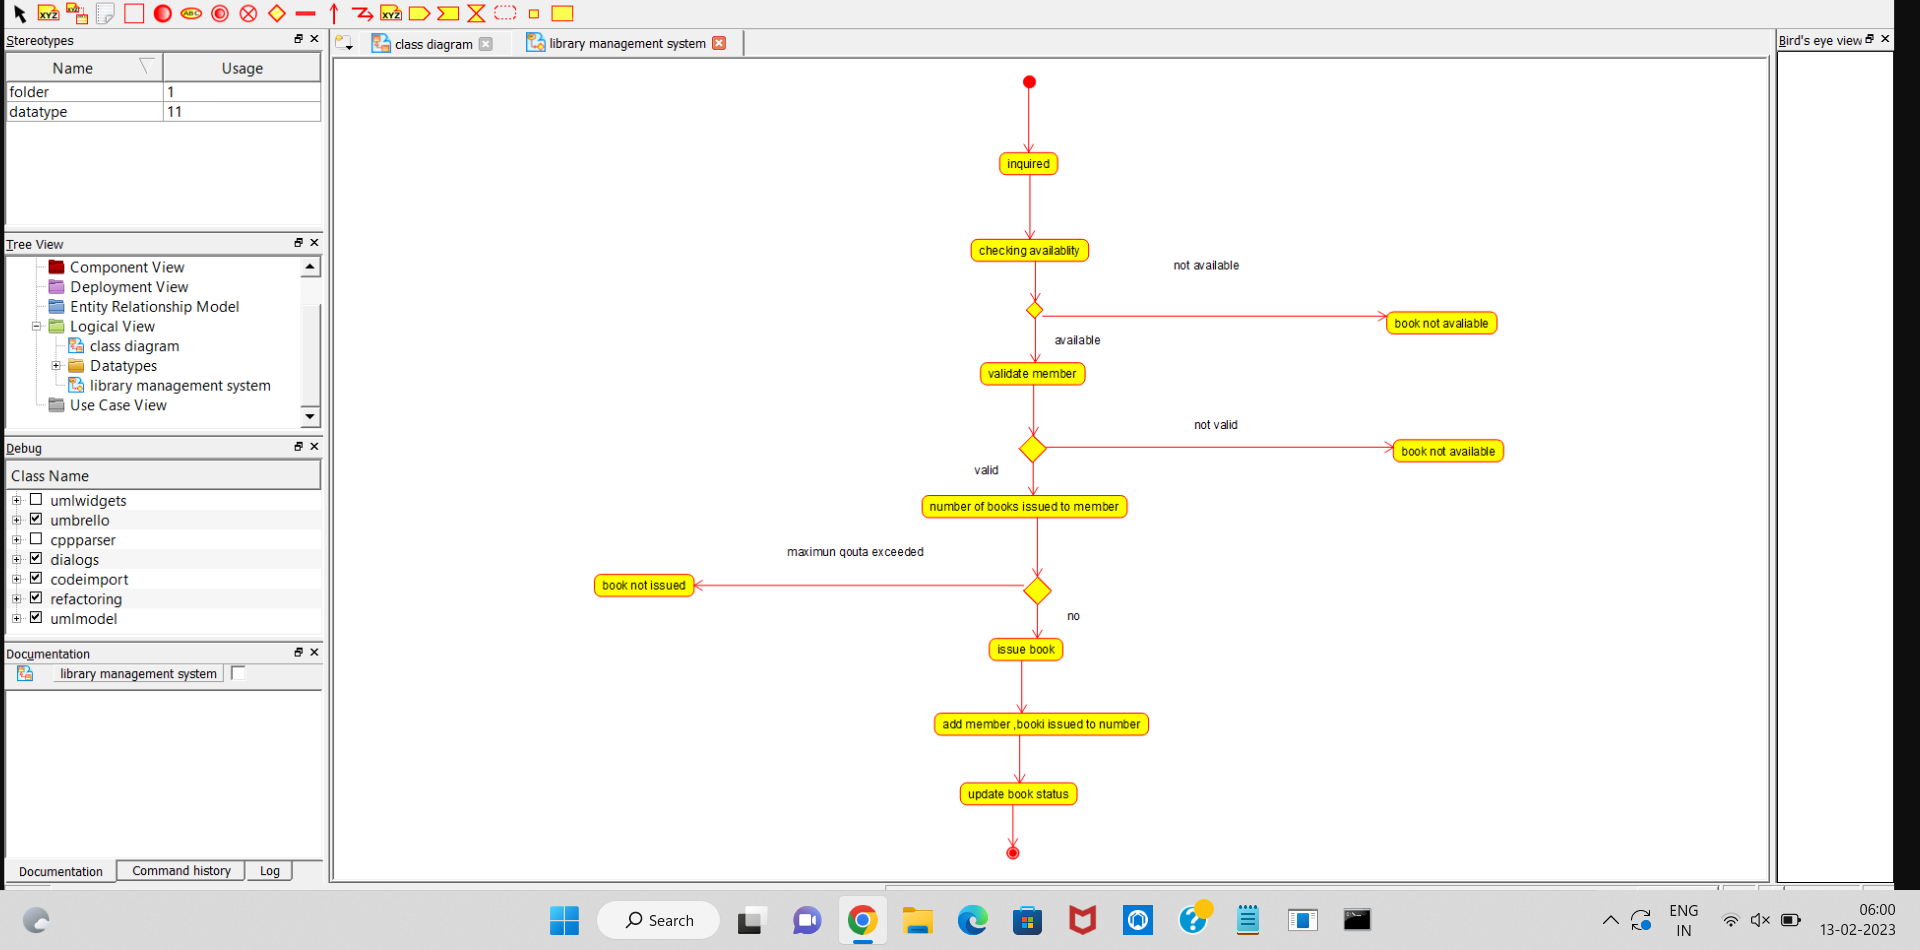 XYZ
ABC
XYZ
Stereotypes
Name Usage
folder 1
datatype 11
Tree View
Component View
Deployment View
Entity Relationship Model
Logical View
class diagram
Datatypes
library management system
Use Case View
Debug
Class Name
umlwidgets
umbrello
cppparser
dialogs
codeimport
refactoring
umlmodel
Documentation
library management system
Documentation Command history Log
class diagram library management system
Bird's eye view
inquired
checking availablity
not available
book not avaliable
available
validate member
not valid
book not available
valid
number of books issued to member
maximun qouta exceeded
book not issued
no
issue book
add member ,booki issued to number
update book status
Search
ENG
IN
06:00
13-02-2023